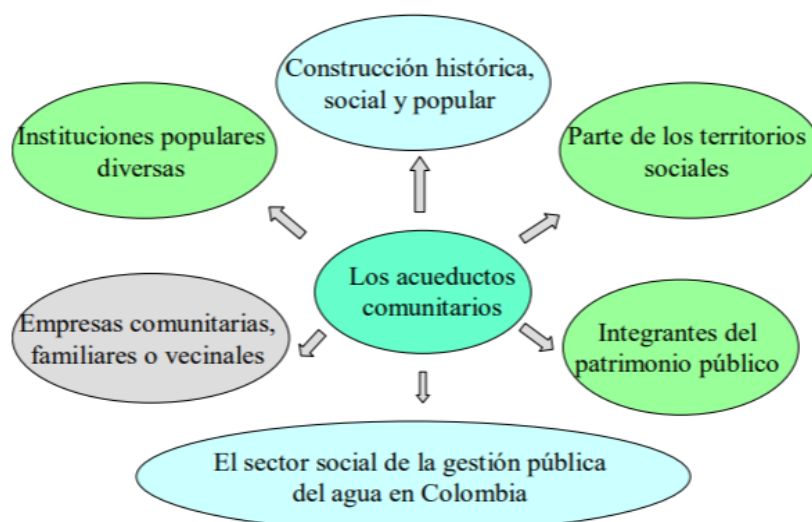 Construcción histórica,
social y popular
Instituciones populares
diversas
Parte de los territorios
sociales
Los acueductos
comunitarios
Empresas comunitarias,
familiares o vecinales
Integrantes del
patrimonio público
El sector social de la gestión pública
del agua en Colombia